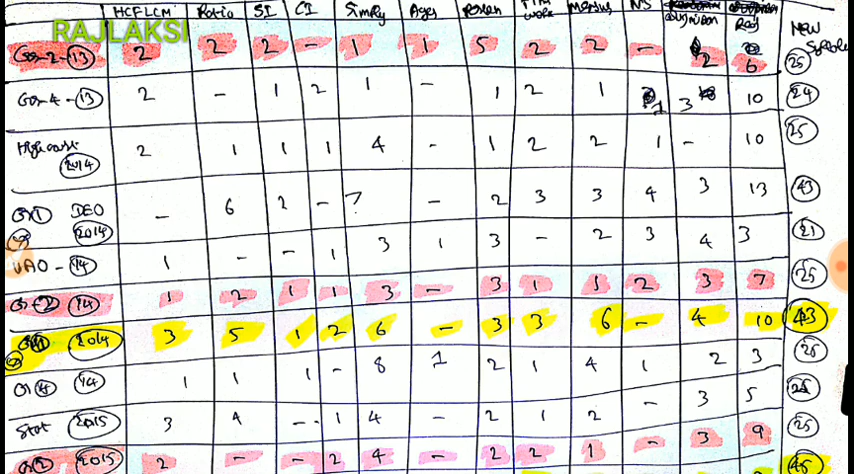 HCF LCM Ratio SI CI Simply Ages Percen Time work Mensu NS Rea New Syllabus
RAJLAKSI
Gr-2-13 2 2 2 - 1 1 5 2 2 - 2 6 25
Gr 4 - 13 2 - 1 2 1 - 1 2 1 3 10 24
High court 2014 2 1 1 1 4 - 1 2 2 1 - 10 25
DEO 2014 - 6 2 - 7 - 2 3 3 4 3 13 43
VAO - 14 1 - - 1 3 1 3 - 2 3 4 3 21
Gr-2 14 1 2 1 1 3 - 3 1 1 2 3 7 25
2014 3 5 1 2 6 - 3 3 6 - 4 10 43
14 1 1 1 - 8 1 2 1 4 1 2 3 25
Stat 2015 3 4 - 1 4 - 2 1 2 - 3 5
2015 2 - - 2 4 - 2 2 1 - 3 9 25
45